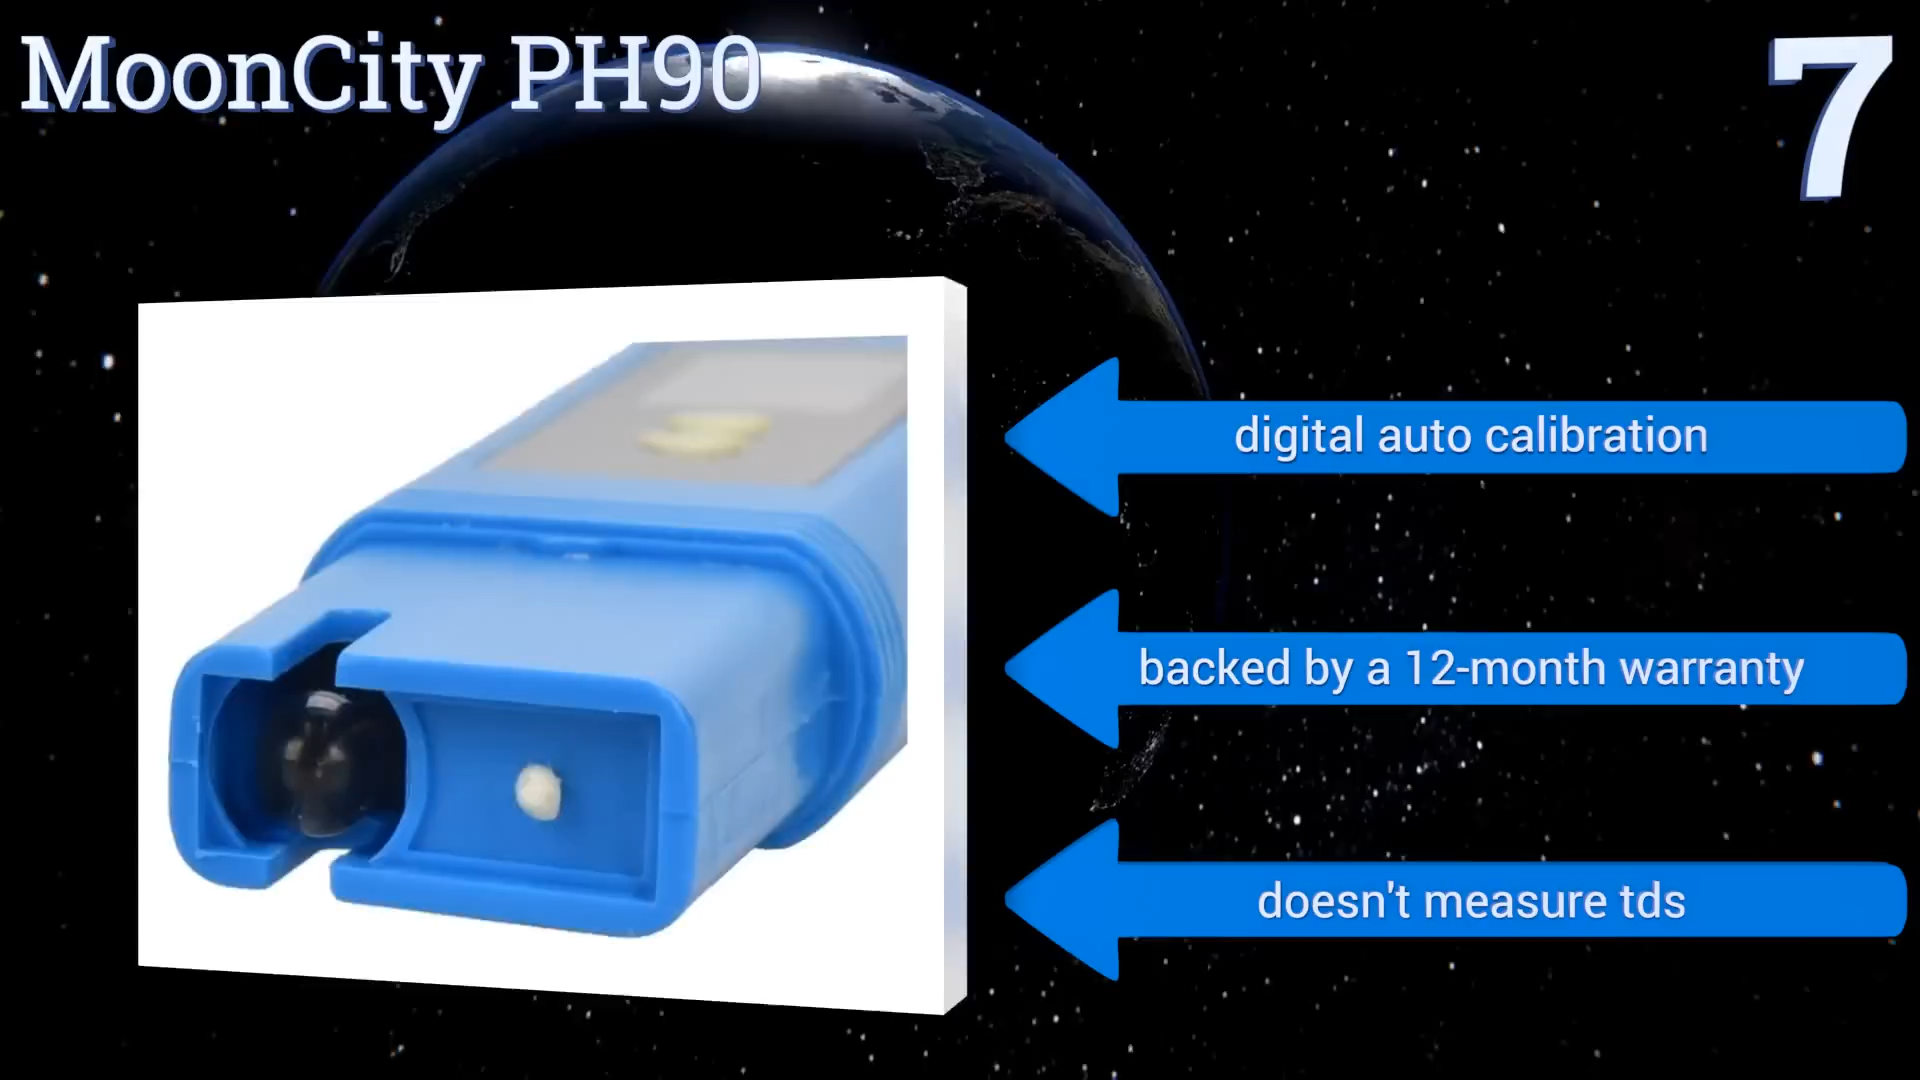 MoonCity PH90
7
digital auto calibration
backed by a 12-month warranty
doesn't measure tds